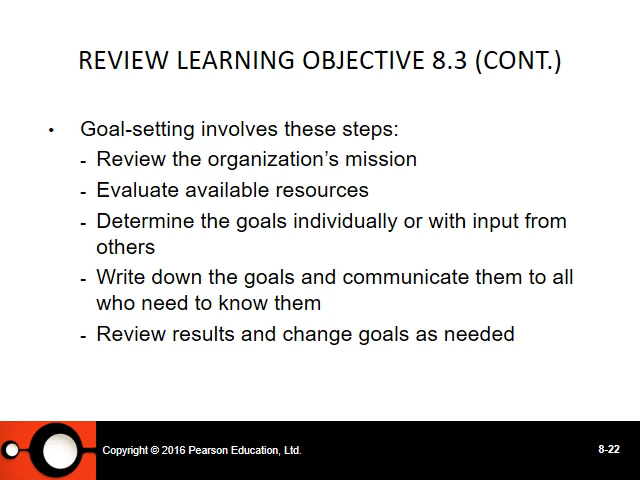 REVIEW LEARNING OBJECTIVE 8.3 (CONT.)
• Goal-setting involves these steps:
- Review the organization’s mission
- Evaluate available resources
- Determine the goals individually or with input from
others
- Write down the goals and communicate them to all
who need to know them
- Review results and change goals as needed
Copyright © 2016 Pearson Education, Ltd.
8-22